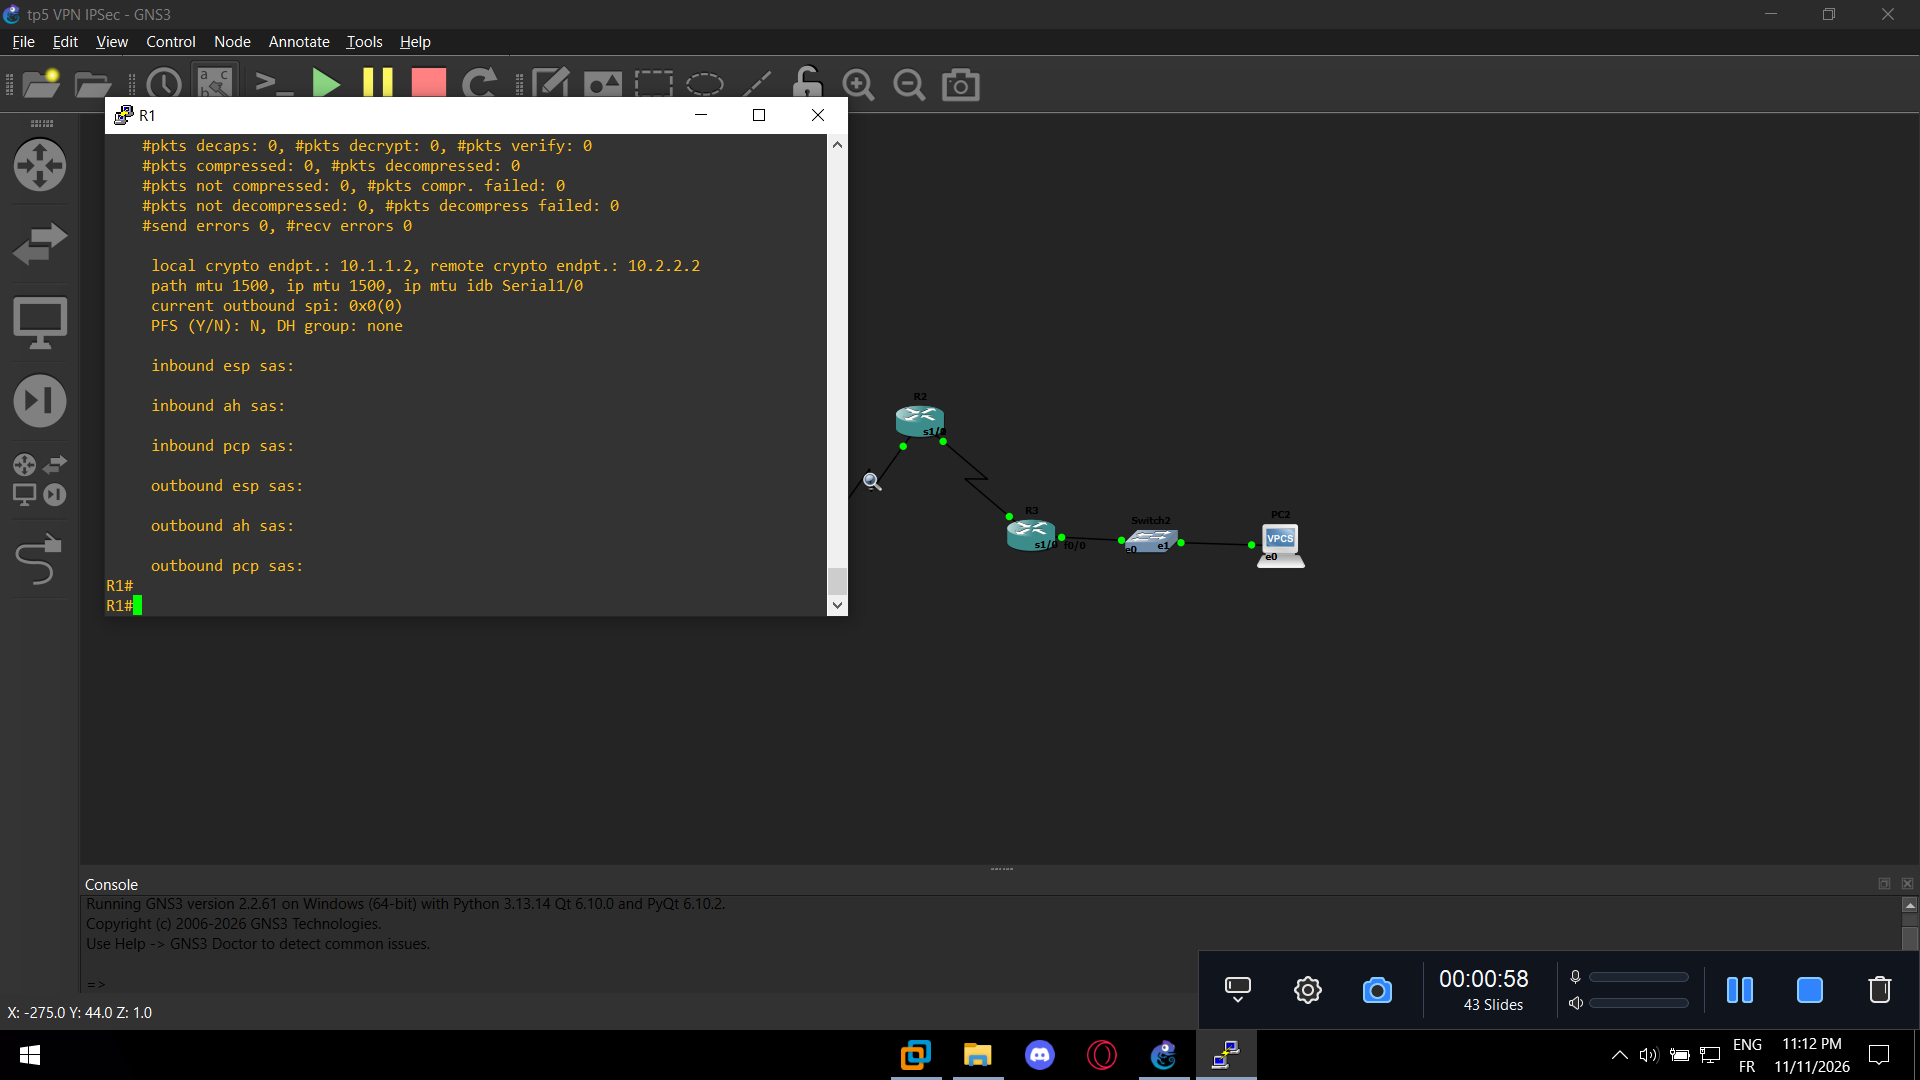 tp5 VPN IPSec - GNS3
File Edit View Control Node Annotate Tools Help
R1
#pkts decaps: 0, #pkts decrypt: 0, #pkts verify: 0
#pkts compressed: 0, #pkts decompressed: 0
#pkts not compressed: 0, #pkts compr. failed: 0
#pkts not decompressed: 0, #pkts decompress failed: 0
#send errors 0, #recv errors 0
local crypto endpt.: 10.1.1.2, remote crypto endpt.: 10.2.2.2
path mtu 1500, ip mtu 1500, ip mtu idb Serial1/0
current outbound spi: 0x0(0)
PFS (Y/N): N, DH group: none
inbound esp sas:
inbound ah sas:
inbound pcp sas:
outbound esp sas:
outbound ah sas:
outbound pcp sas:
R1#
R1#
R2
s1/
R3
s1/0 f0/0
Switch2
e0 e1
PC2
VPCS
e0
Console
Running GNS3 version 2.2.61 on Windows (64-bit) with Python 3.13.14 Qt 6.10.0 and PyQt 6.10.2.
Copyright (c) 2006-2026 GNS3 Technologies.
Use Help -> GNS3 Doctor to detect common issues.
=>
X: -275.0 Y: 44.0 Z: 1.0
00:00:58
43 Slides
ENG
FR
11:12 PM
11/11/2026